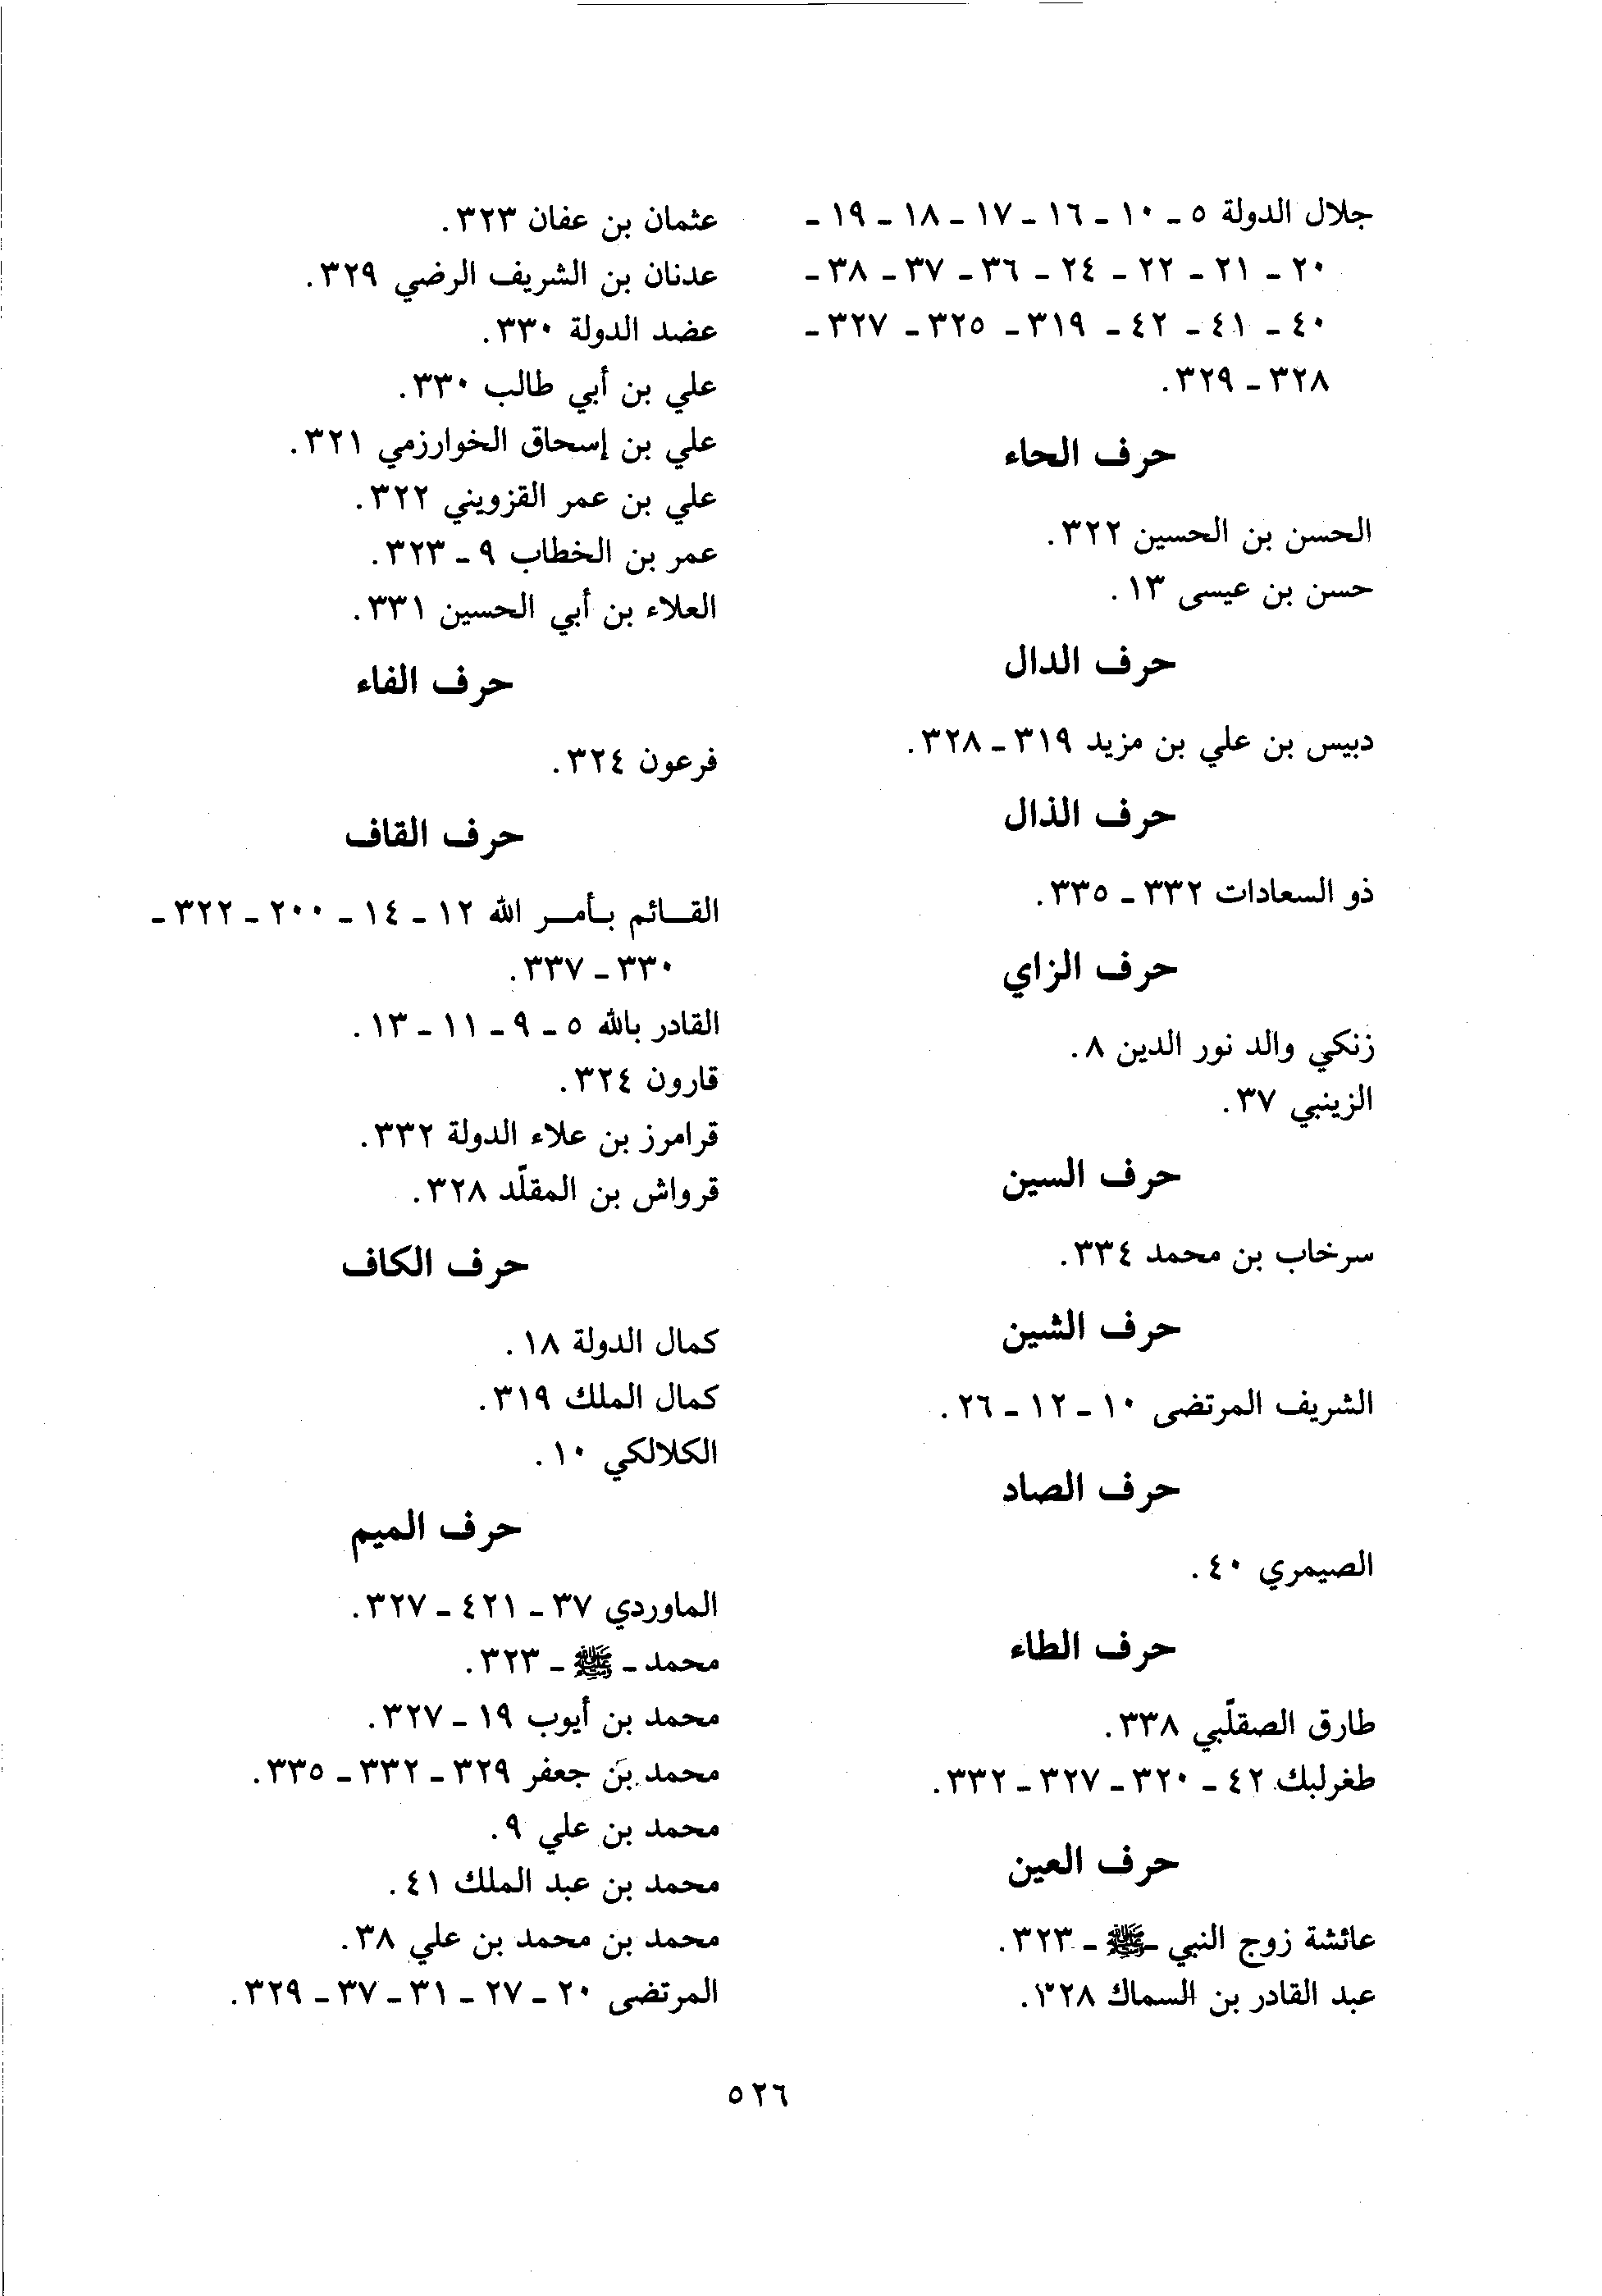 جلال الدولة ٥ ـ ١٠ ـ ١٦ ـ ١٧ ـ ١٨ ـ ١٩ ـ
٢٠ ـ ٢١ ـ ٢٢ ـ ٢٤ ـ ٣٦ ـ ٣٧ ـ ٣٨ ـ
٤٠ ـ ٤١ ـ ٤٢ ـ ٣١٩ ـ ٣٢٥ ـ ٣٢٧ ـ
٣٢٨ ـ ٣٢٩.
حرف الحاء
الحسن بن الحسين ٣٢٢.
حسن بن عيسى ١٣.
حرف الدال
دبيس بن علي بن مزيد ٣١٩ ـ ٣٢٨.
حرف الذال
ذو السعادات ٣٣٢ ـ ٣٣٥.
حرف الزاي
زنكي والد نور الدين ٨.
الزينبي ٣٧.
حرف السين
سرخاب بن محمد ٣٣٤.
حرف الشين
الشريف المرتضى ١٠ ـ ١٢ ـ ٢٦.
حرف الصاد
الصيمري ٤٠.
حرف الطاء
طارق الصقلّبي ٣٣٨.
طغرلبك ٤٢ ـ ٣٢٠ ـ ٣٢٧ ـ ٣٣٢.
حرف العين
عائشة زوج النبي ـ ﷺ ـ ٣٢٣.
عبد القادر بن السماك ٣٢٨.
عثمان بن عفان ٣٢٣.
عدنان بن الشريف الرضي ٣٢٩.
عضد الدولة ٣٣٠.
علي بن أبي طالب ٣٣٠.
علي بن إسحاق الخوارزمي ٣٢١.
علي بن عمر القزويني ٣٢٢.
عمر بن الخطاب ٩ ـ ٣٢٣.
العلاء بن أبي الحسين ٣٣١.
حرف الفاء
فرعون ٣٢٤.
حرف القاف
القائم بأمر الله ١٢ ـ ١٤ ـ ٢٠٠ ـ ٣٢٢ ـ
٣٣٠ ـ ٣٣٧.
القادر بالله ٥ ـ ٩ ـ ١١ ـ ١٣.
قارون ٣٢٤.
قرامرز بن علاء الدولة ٣٣٢.
قرواش بن المقلّد ٣٢٨.
حرف الكاف
كمال الدولة ١٨.
كمال الملك ٣١٩.
الكلالكي ١٠.
حرف الميم
الماوردي ٣٧ ـ ٤٢١ ـ ٣٢٧.
محمد ـ ﷺ ـ ٣٢٣.
محمد بن أيوب ١٩ ـ ٣٢٧.
محمد بن جعفر ٣٢٩ ـ ٣٣٢ ـ ٣٣٥.
محمد بن علي ٩.
محمد بن عبد الملك ٤١.
محمد بن محمد بن علي ٣٨.
المرتضى ٢٠ ـ ٢٧ ـ ٣١ ـ ٣٧ ـ ٣٢٩.
٥٢٦